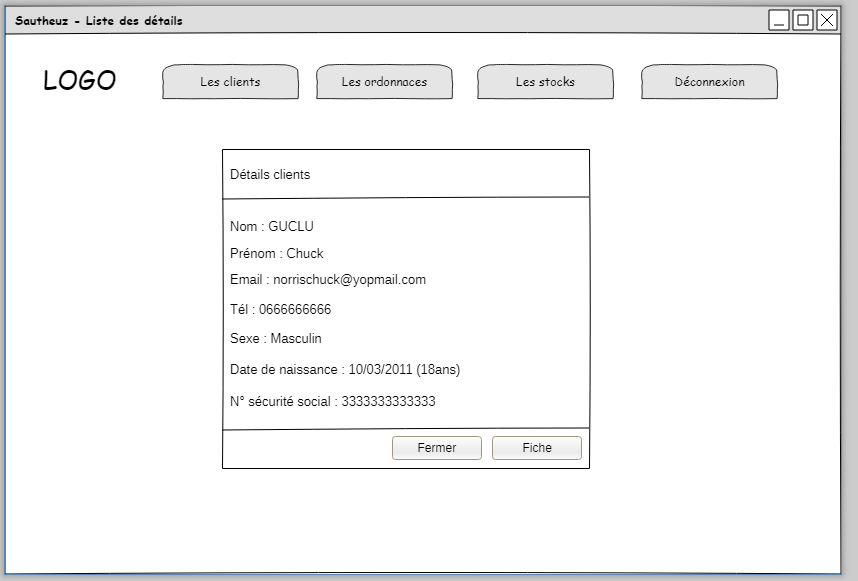 Sautheuz - Liste des détails
LOGO
Les clients
Les ordonnaces
Les stocks
Déconnexion
Détails clients
Nom : GUCLU
Prénom : Chuck
Email : norrischuck@yopmail.com
Tél : 0666666666
Sexe : Masculin
Date de naissance : 10/03/2011 (18ans)
N° sécurité social : 3333333333333
Fermer
Fiche